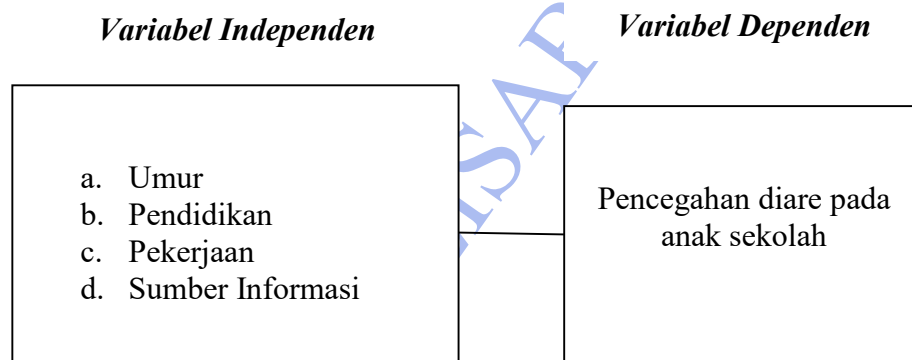 Variabel Independen
Variabel Dependen
a. Umur
b. Pendidikan
c. Pekerjaan
d. Sumber Informasi
Pencegahan diare pada
anak sekolah